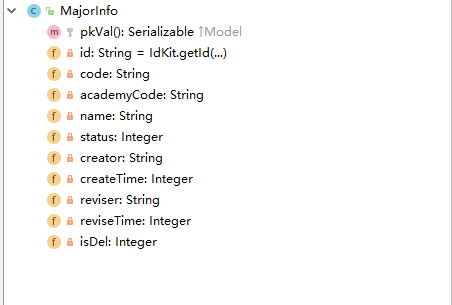 MajorInfo
pkVal(): Serializable ↑Model
id: String = IdKit.getId(...)
code: String
academyCode: String
name: String
status: Integer
creator: String
createTime: Integer
reviser: String
reviseTime: Integer
isDel: Integer